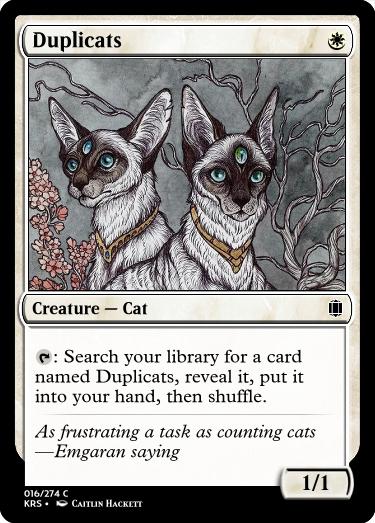 Duplicats
Creature — Cat
: Search your library for a card
named Duplicats, reveal it, put it
into your hand, then shuffle.
As frustrating a task as counting cats
—Emgaran saying
1/1
016/274 C
KRS • Caitlin Hackett